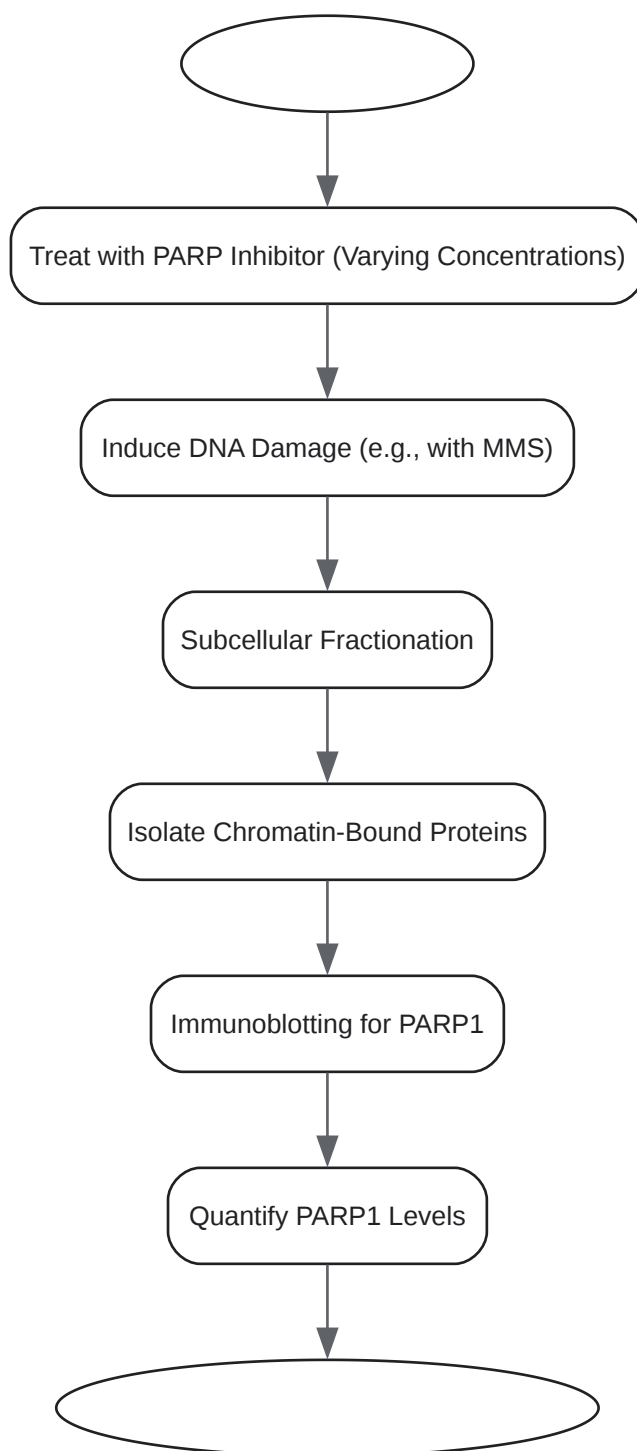 Treat with PARP Inhibitor (Varying Concentrations)
Induce DNA Damage (e.g., with MMS)
Subcellular Fractionation
Isolate Chromatin-Bound Proteins
Immunoblotting for PARP1
Quantify PARP1 Levels